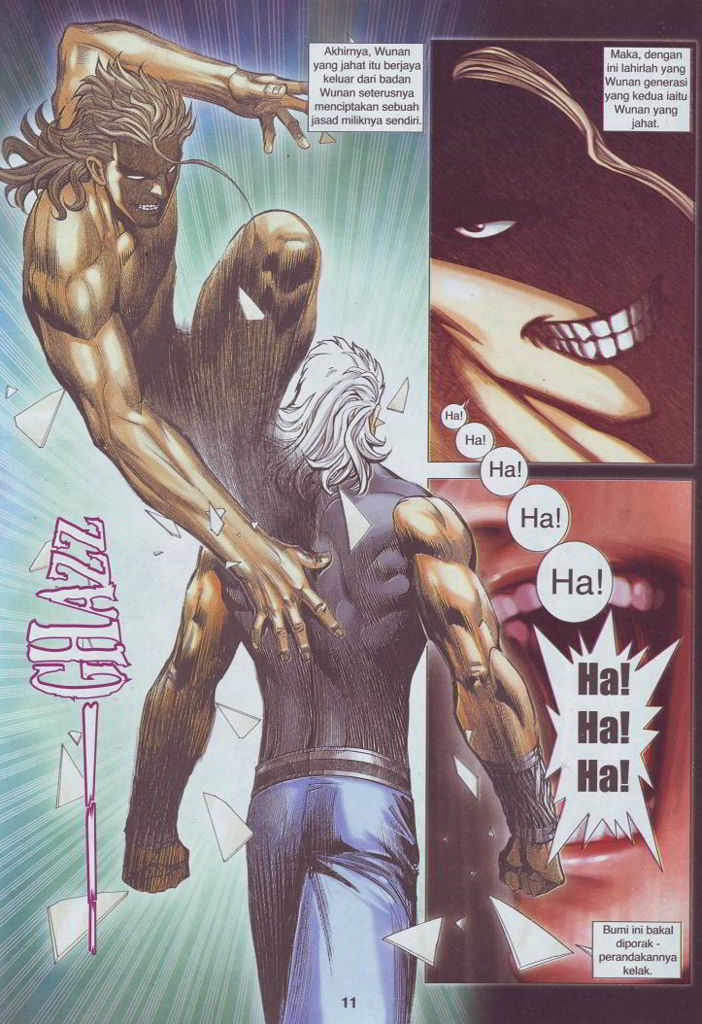 Akhirnya, Wunan
yang jahat itu berjaya
keluar dari badan
Wunan seterusnya
menciptakan sebuah
jasad miliknya sendiri.
Maka, dengan
ini lahirlah yang
Wunan generasi
yang kedua iaitu
Wunan yang
jahat.
Ha!
Ha!
Ha!
Ha!
Ha!
Ha!
Ha!
Ha!
GHAZZ
Bumi ini bakal
diporak -
perandakannya
kelak.
11